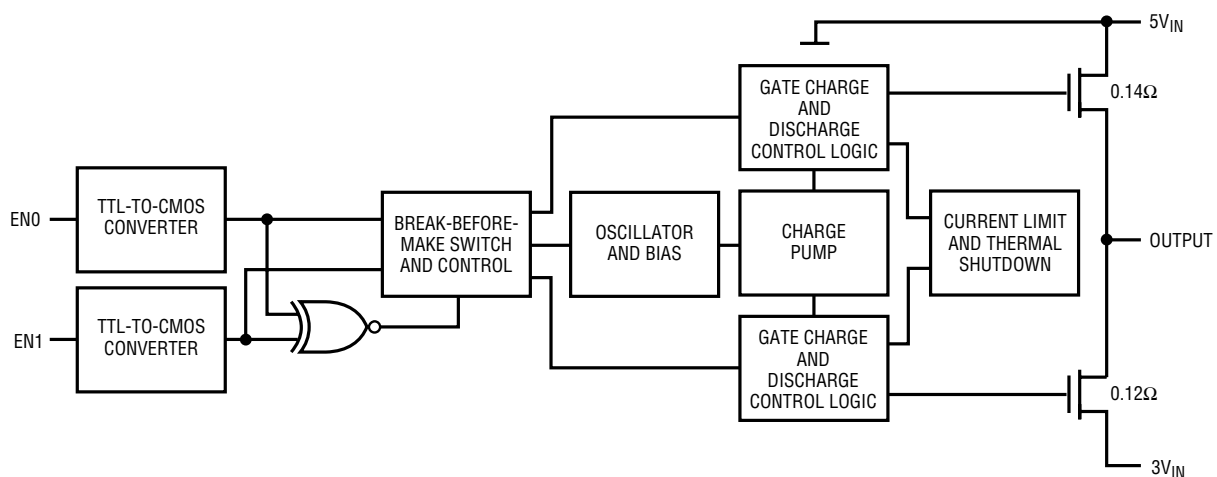 5VIN
GATE CHARGE
AND
DISCHARGE
CONTROL LOGIC
0.14Ω
TTL-TO-CMOS
CONVERTER
EN0
BREAK-BEFORE-
MAKE SWITCH
AND CONTROL
OSCILLATOR
AND BIAS
CHARGE
PUMP
CURRENT LIMIT
AND THERMAL
SHUTDOWN
OUTPUT
TTL-TO-CMOS
CONVERTER
EN1
GATE CHARGE
AND
DISCHARGE
CONTROL LOGIC
0.12Ω
3VIN